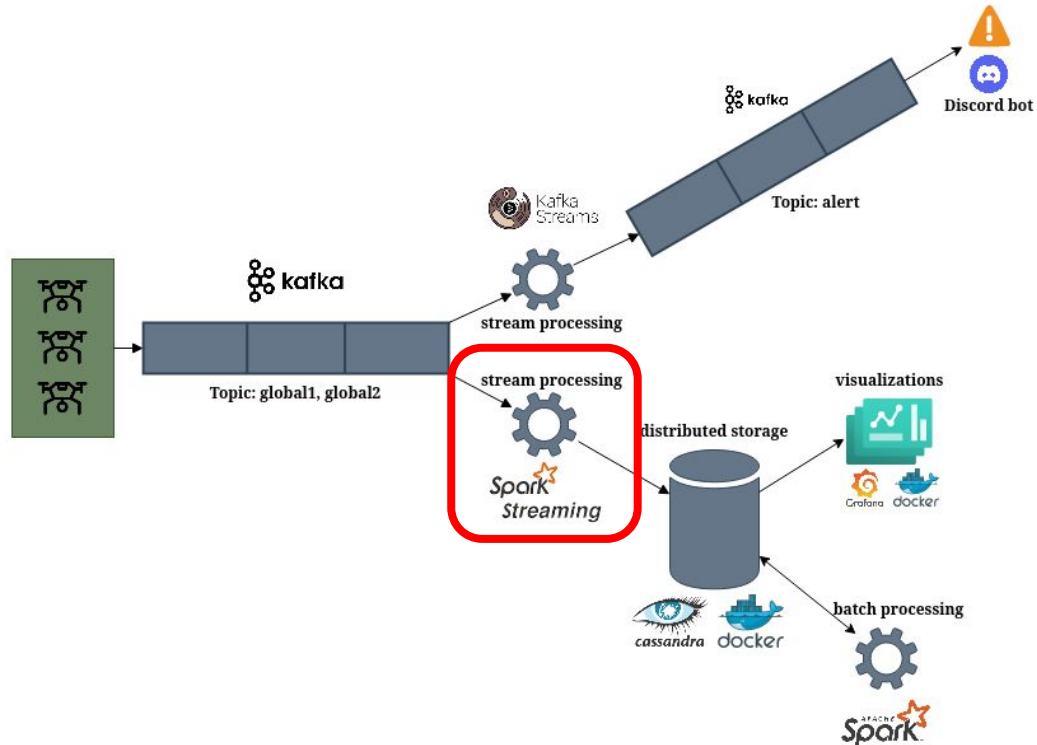 Discord bot
kafka
Topic: alert
Kafka
Streams
stream processing
kafka
Topic: global1, global2
stream processing
Spark
Streaming
distributed storage
visualizations
Grafana
docker
cassandra
docker
batch processing
APACHE
Spark